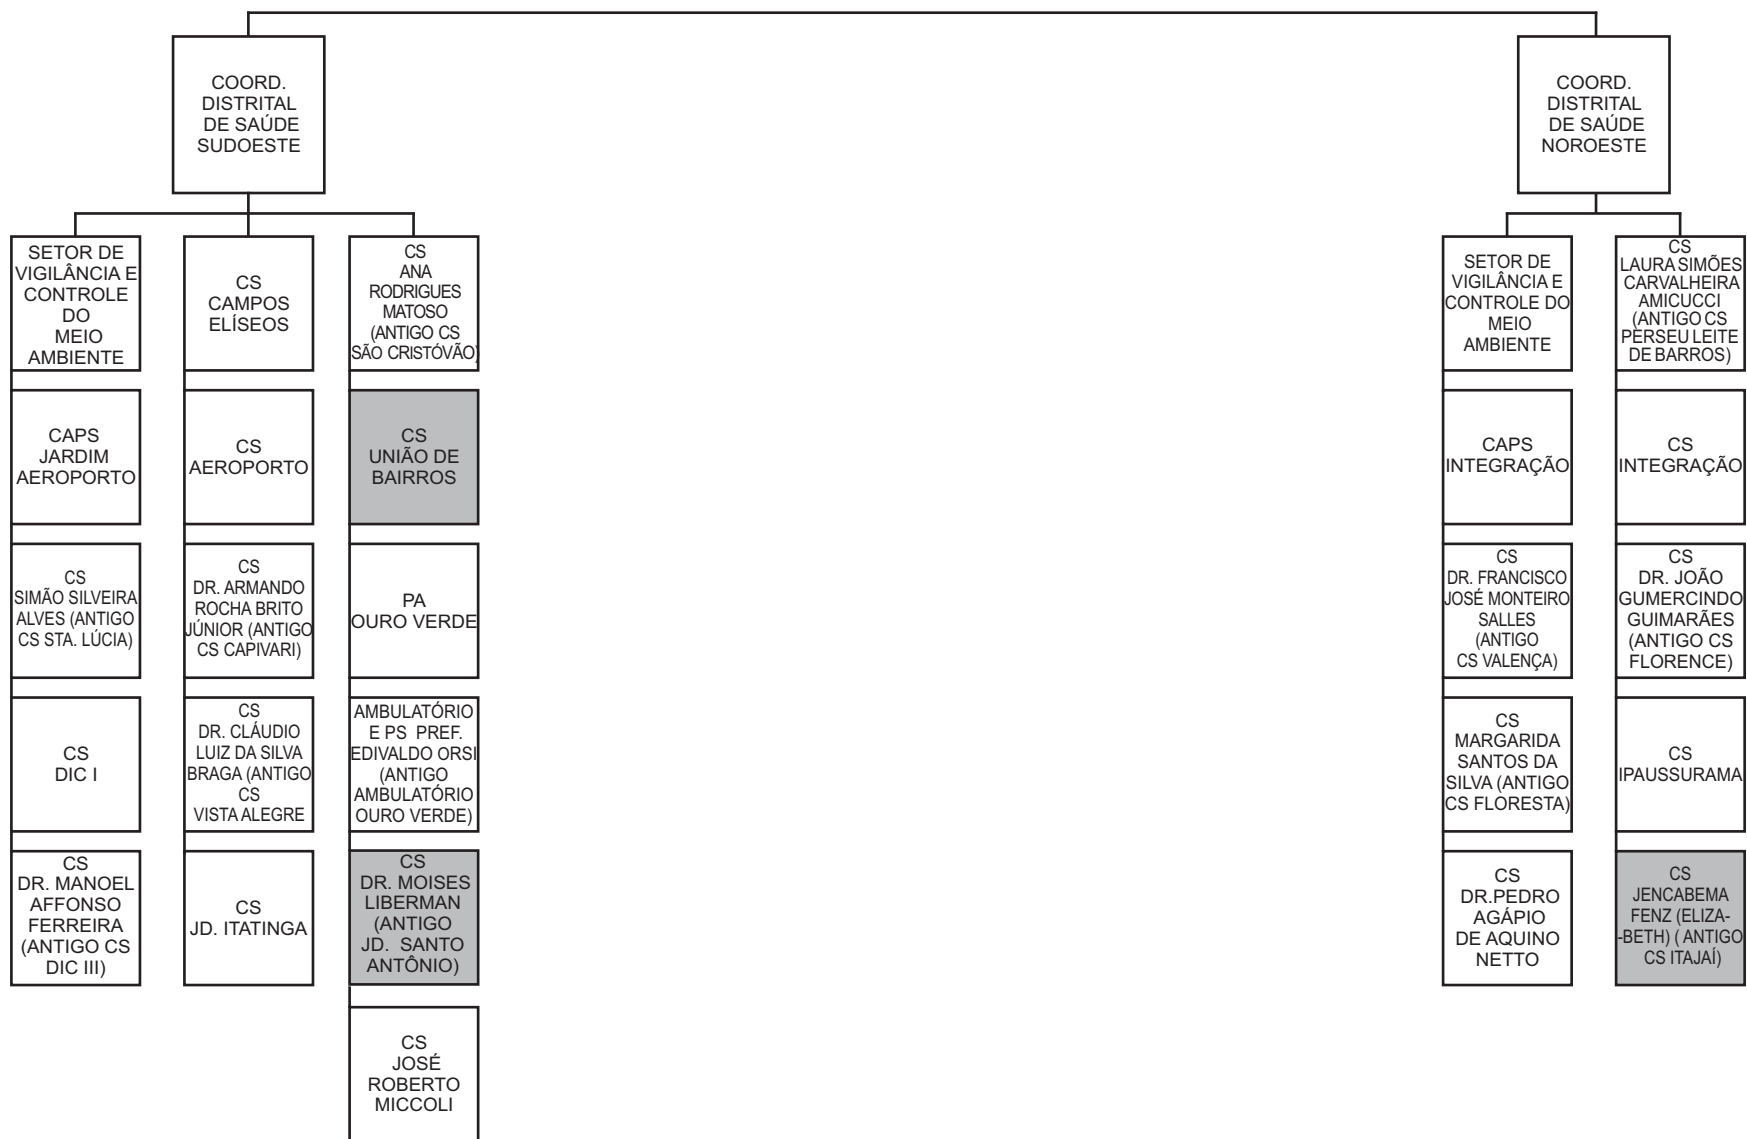 COORD.
DISTRITAL
DE SAÚDE
SUDOESTE
COORD.
DISTRITAL
DE SAÚDE
NOROESTE
SETOR DE
VIGILÂNCIA E
CONTROLE
DO
MEIO
AMBIENTE
CAPS
JARDIM
AEROPORTO
CS
SIMÃO SILVEIRA
ALVES (ANTIGO
CS STA. LÚCIA)
CS
DIC I
CS
DR. MANOEL
AFFONSO
FERREIRA
(ANTIGO CS
DIC III)
CS
CAMPOS
ELÍSEOS
CS
AEROPORTO
CS
DR. ARMANDO
ROCHA BRITO
JÚNIOR (ANTIGO
CS CAPIVARI)
CS
DR. CLÁUDIO
LUIZ DA SILVA
BRAGA (ANTIGO
CS
VISTA ALEGRE
CS
JD. ITATINGA
CS
ANA
RODRIGUES
MATOSO
(ANTIGO CS
SÃO CRISTÓVÃO)
CS
UNIÃO DE
BAIRROS
PA
OURO VERDE
AMBULATÓRIO
E PS PREF.
EDIVALDO ORSI
(ANTIGO
AMBULATÓRIO
OURO VERDE)
CS
DR. MOISES
LIBERMAN
(ANTIGO
JD. SANTO
ANTÔNIO)
CS
JOSÉ
ROBERTO
MICCOLI
SETOR DE
VIGILÂNCIA E
CONTROLE DO
MEIO
AMBIENTE
CAPS
INTEGRAÇÃO
CS
DR. FRANCISCO
JOSÉ MONTEIRO
SALLES
(ANTIGO
CS VALENÇA)
CS
MARGARIDA
SANTOS DA
SILVA (ANTIGO
CS FLORESTA)
CS
DR.PEDRO
AGÁPIO
DE AQUINO
NETTO
CS
LAURA SIMÕES
CARVALHEIRA
AMICUCCI
(ANTIGO CS
PERSEU LEITE
DE BARROS)
CS
INTEGRAÇÃO
CS
DR. JOÃO
GUMERCINDO
GUIMARÃES
(ANTIGO CS
FLORENCE)
CS
IPAUSSURAMA
CS
JENCABEMA
FENZ (ELIZA-
-BETH) ( ANTIGO
CS ITAJAÍ)